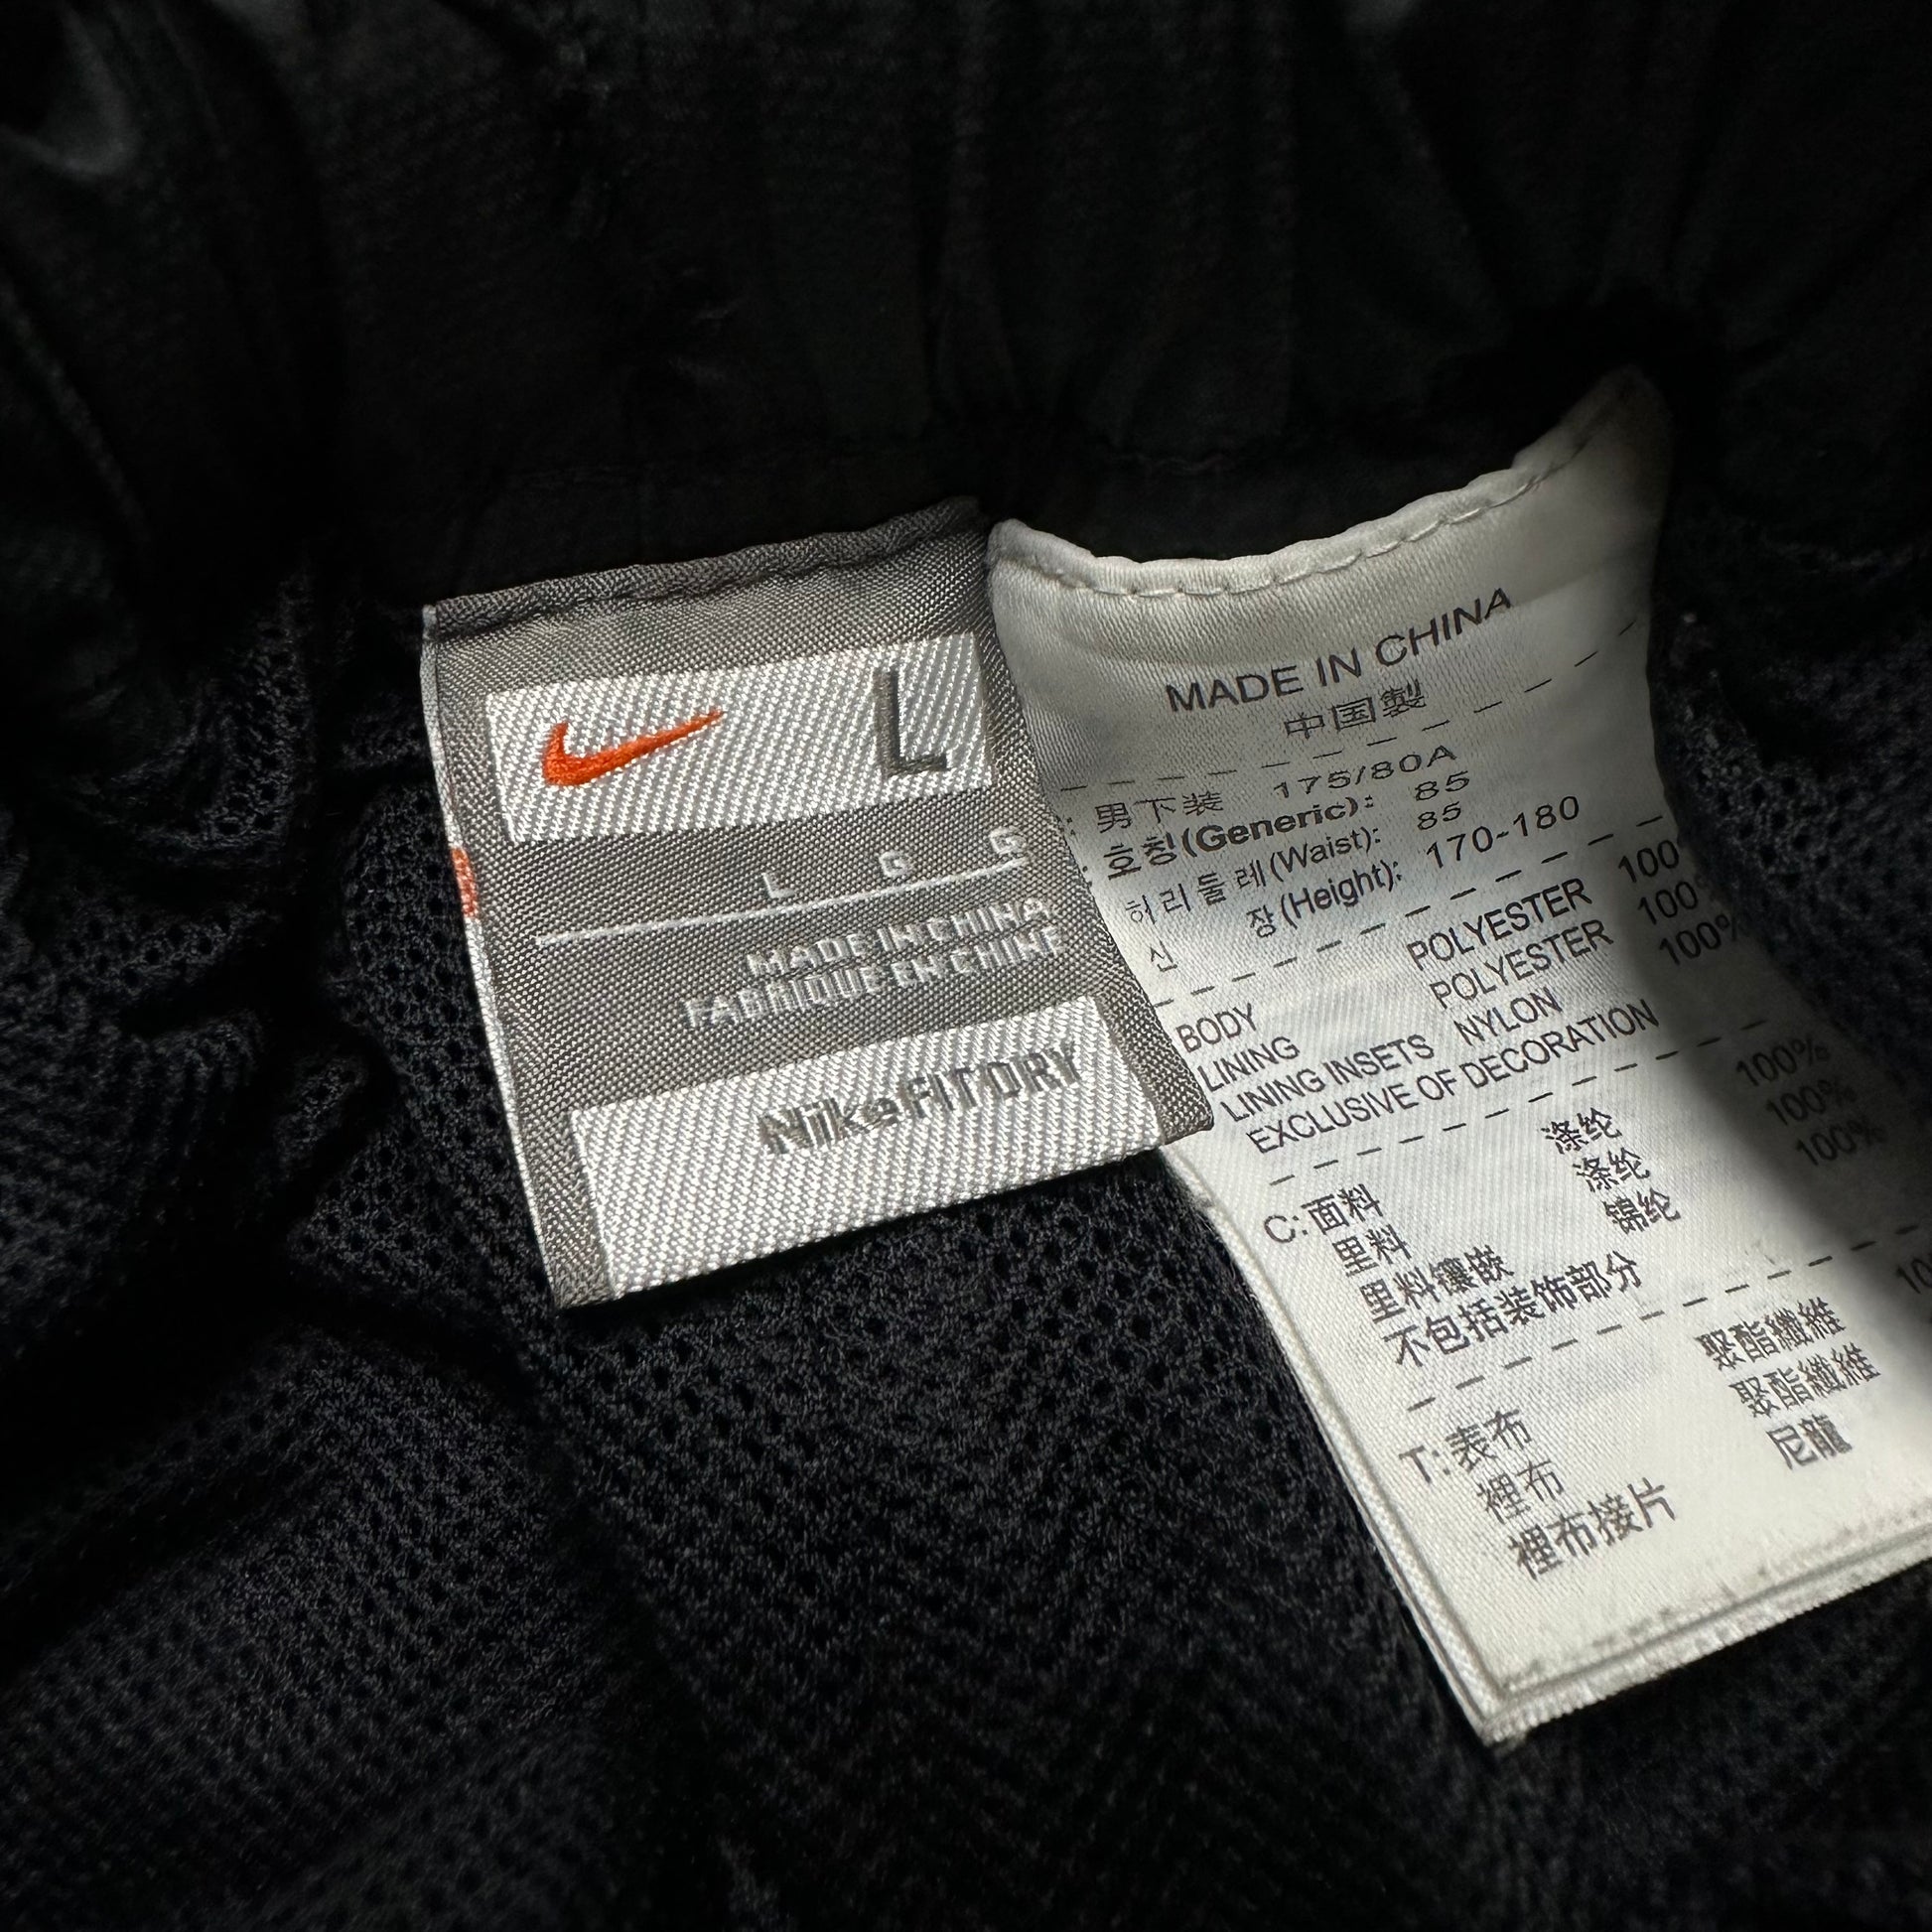 L
L G G
MADE IN CHINA
FABRIQUE EN CHINE
Nike FIT DRY
MADE IN CHINA
中国製
男下装 175/80A
호칭(Generic): 85
허리둘레(Waist): 85
신 장(Height): 170-180
BODY POLYESTER 100%
LINING POLYESTER 100%
LINING INSETS NYLON 100%
EXCLUSIVE OF DECORATION
C:面料 涤纶 100%
里料 涤纶 100%
里料镶嵌 锦纶 100%
不包括装饰部分
T:表布 聚酯纖維
裡布 聚酯纖維
裡布接片 尼龍